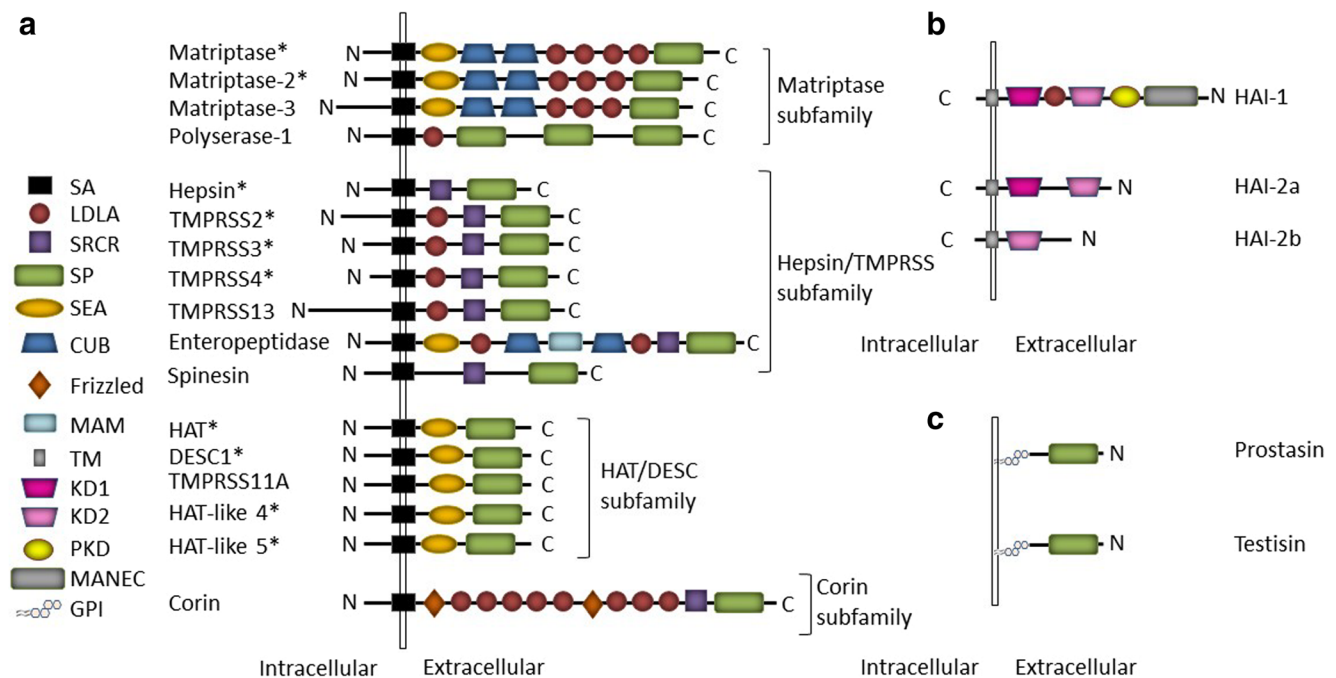 a
N Matriptase* C
N Matriptase-2* C
N Matriptase-3 C
N Polyserase-1 C
Matriptase
subfamily
SA
LDLA
SRCR
SP
SEA
CUB
Frizzled
MAM
TM
KD1
KD2
PKD
MANEC
GPI
Hepsin* N C
TMPRSS2* N C
TMPRSS3* N C
TMPRSS4* N C
TMPRSS13 N C
Enteropeptidase N C
Spinesin N C
Hepsin/TMPRSS
subfamily
HAT* N C
DESC1* N C
TMPRSS11A N C
HAT-like 4* N C
HAT-like 5* N C
HAT/DESC
subfamily
Corin N C
Corin
subfamily
Intracellular Extracellular
b
C N HAI-1
C N HAI-2a
C N HAI-2b
Intracellular Extracellular
c
N Prostasin
N Testisin
Intracellular Extracellular